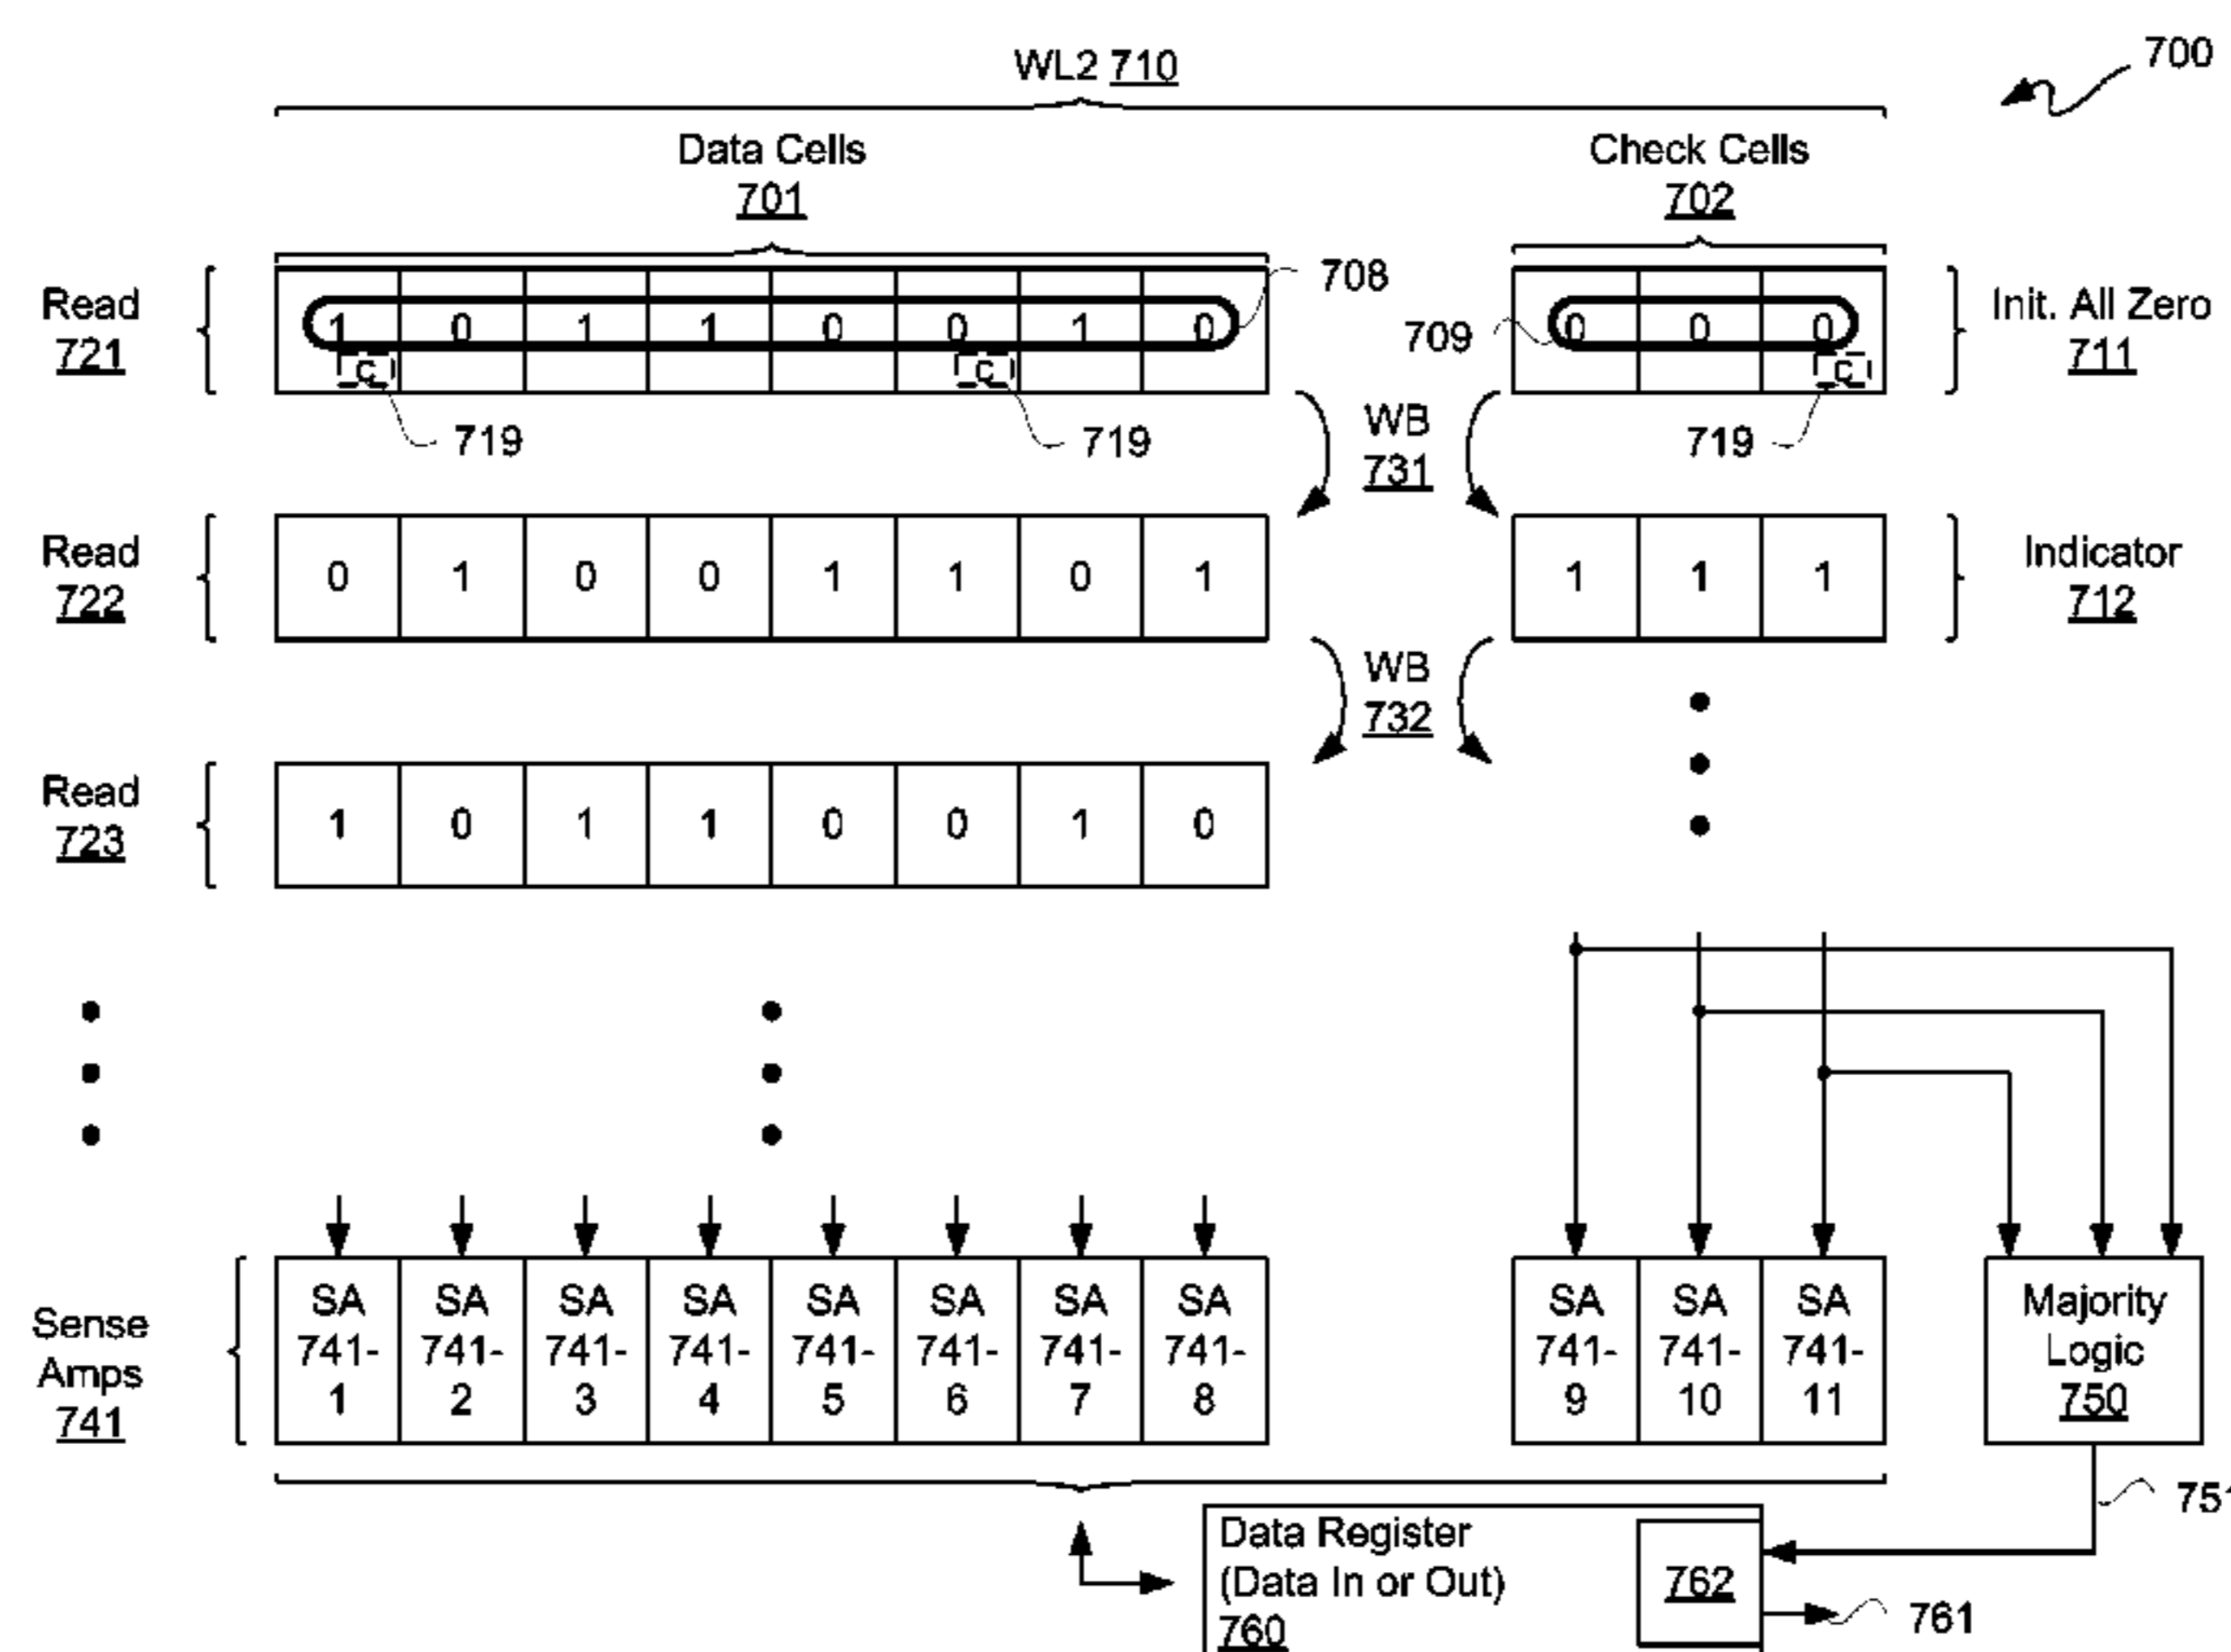 700
WL2 710
Data Cells
701
Check Cells
702
Read
721
1 0 1 1 0 0 1 0
708
709
0 0 0
Init. All Zero
711
C C C
719 719 719
WB
731
Read
722
0 1 0 0 1 1 0 1
1 1 1
Indicator
712
WB
732
Read
723
1 0 1 1 0 0 1 0
Sense
Amps
741
SA
741-
1
SA
741-
2
SA
741-
3
SA
741-
4
SA
741-
5
SA
741-
6
SA
741-
7
SA
741-
8
SA
741-
9
SA
741-
10
SA
741-
11
Majority
Logic
750
751
Data Register
(Data In or Out)
760
762
761